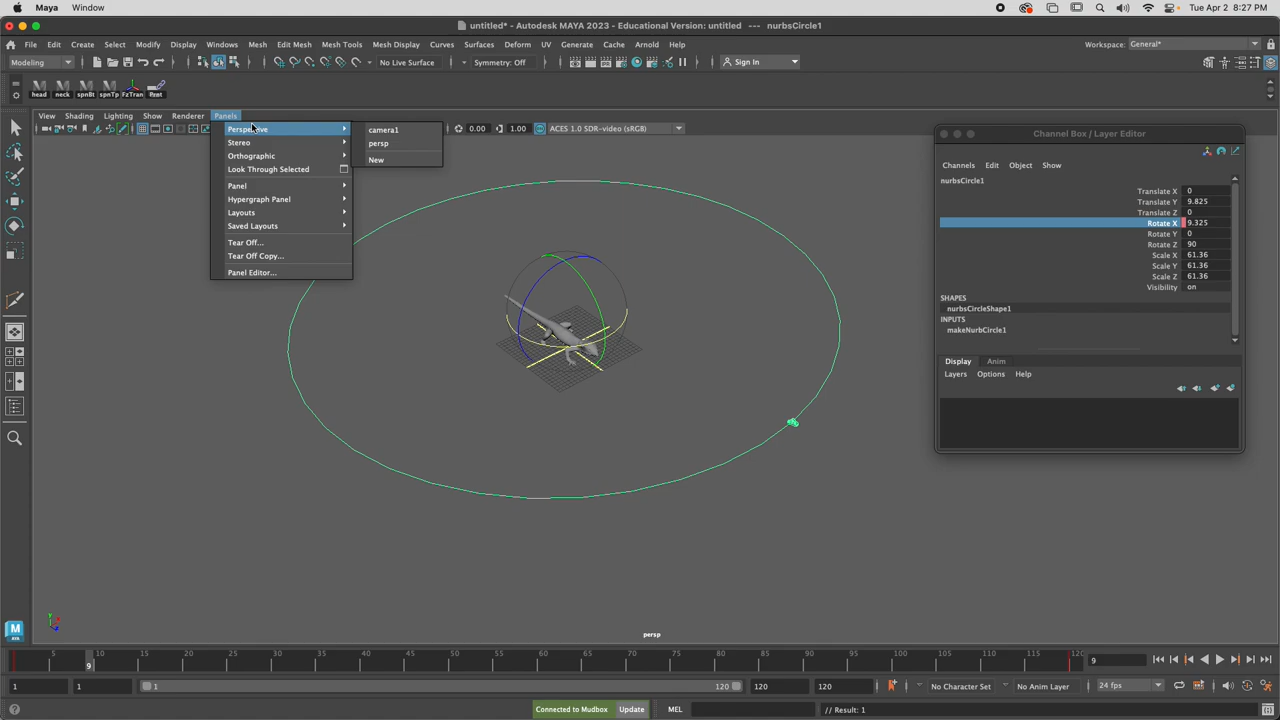 Maya Window Tue Apr 2 8:27 PM
untitled* - Autodesk MAYA 2023 - Educational Version: untitled --- nurbsCircle1
File Edit Create Select Modify Display Windows Mesh Edit Mesh Mesh Tools Mesh Display Curves Surfaces Deform UV Generate Cache Arnold Help Workspace: General*
Modeling No Live Surface Symmetry: Off Sign In
head neck spnBt spnTp FzTran Prnt
View Shading Lighting Show Renderer Panels
0.00 1.00 ACES 1.0 SDR-video (sRGB)
Perspective
Stereo
Orthographic
Look Through Selected
Panel
Hypergraph Panel
Layouts
Saved Layouts
Tear Off...
Tear Off Copy...
Panel Editor...
camera1
persp
New
Channel Box / Layer Editor
Channels Edit Object Show
nurbsCircle1
Translate X 0
Translate Y 9.825
Translate Z 0
Rotate X 9.325
Rotate Y 0
Rotate Z 90
Scale X 61.36
Scale Y 61.36
Scale Z 61.36
Visibility on
SHAPES
nurbsCircleShape1
INPUTS
makeNurbCircle1
Display Anim
Layers Options Help
persp
5 10 15 20 25 30 35 40 45 50 55 60 65 70 75 80 85 90 95 100 105 110 115 120
9 9
1 1 1 120 120 120 No Character Set No Anim Layer 24 fps
Connected to Mudbox Update MEL // Result: 1